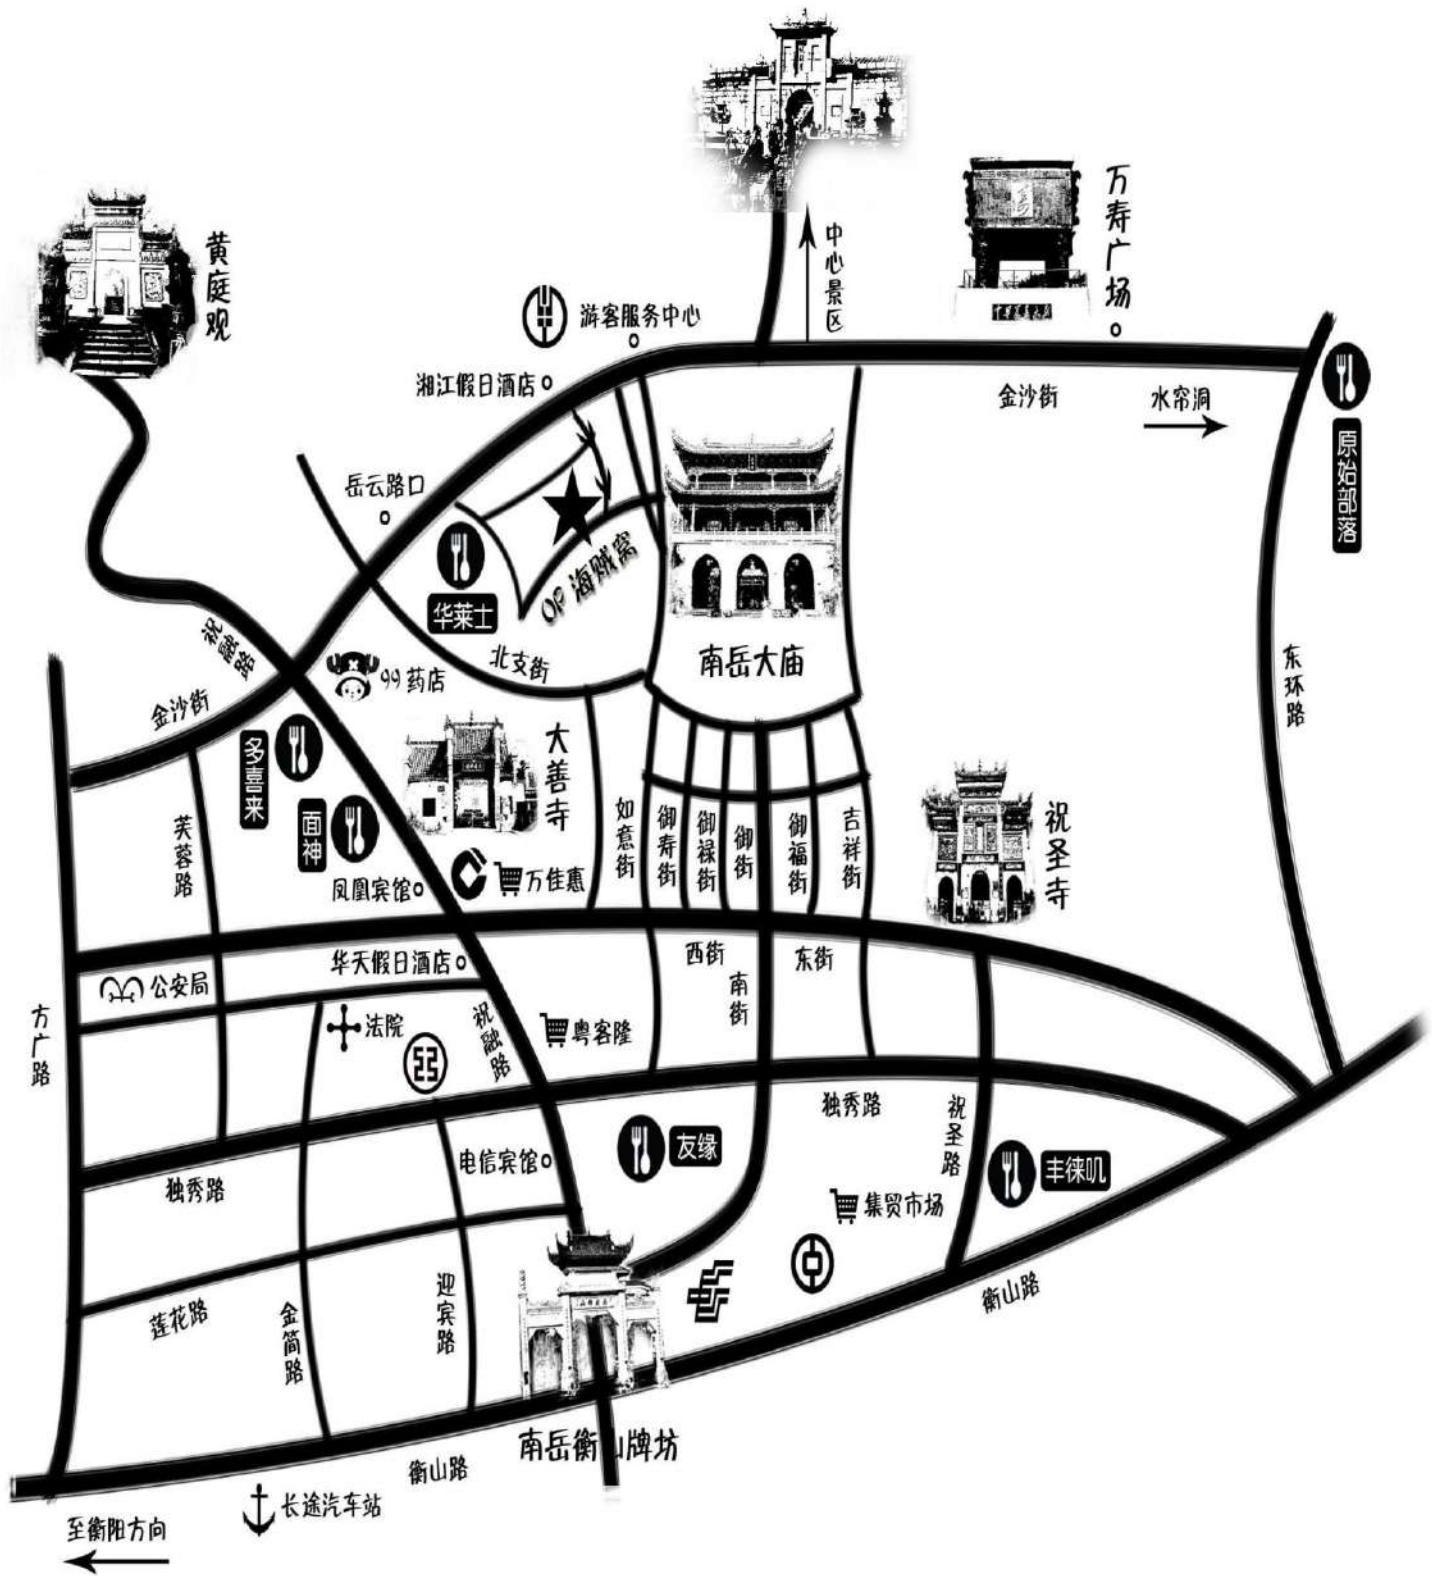 万寿广场
中心景区
黄庭观
游客服务中心
湘江假日酒店
金沙街
水帘洞
原始部落
岳云路口
OP 海贼窝
华莱士
祝融路
北支街
99药店
南岳大庙
东环路
金沙街
多喜来
大善寺
面神
芙蓉路
如意街
御寿街
御禄街
御街
御福街
吉祥街
祝圣寺
凤凰宾馆
万佳惠
华天假日酒店
西街
东街
公安局
南街
方广路
法院
祝融路
粤客隆
独秀路
祝圣路
友缘
电信宾馆
丰徕叽
独秀路
集贸市场
迎宾路
莲花路
金简路
衡山路
南岳衡山牌坊
衡山路
长途汽车站
至衡阳方向